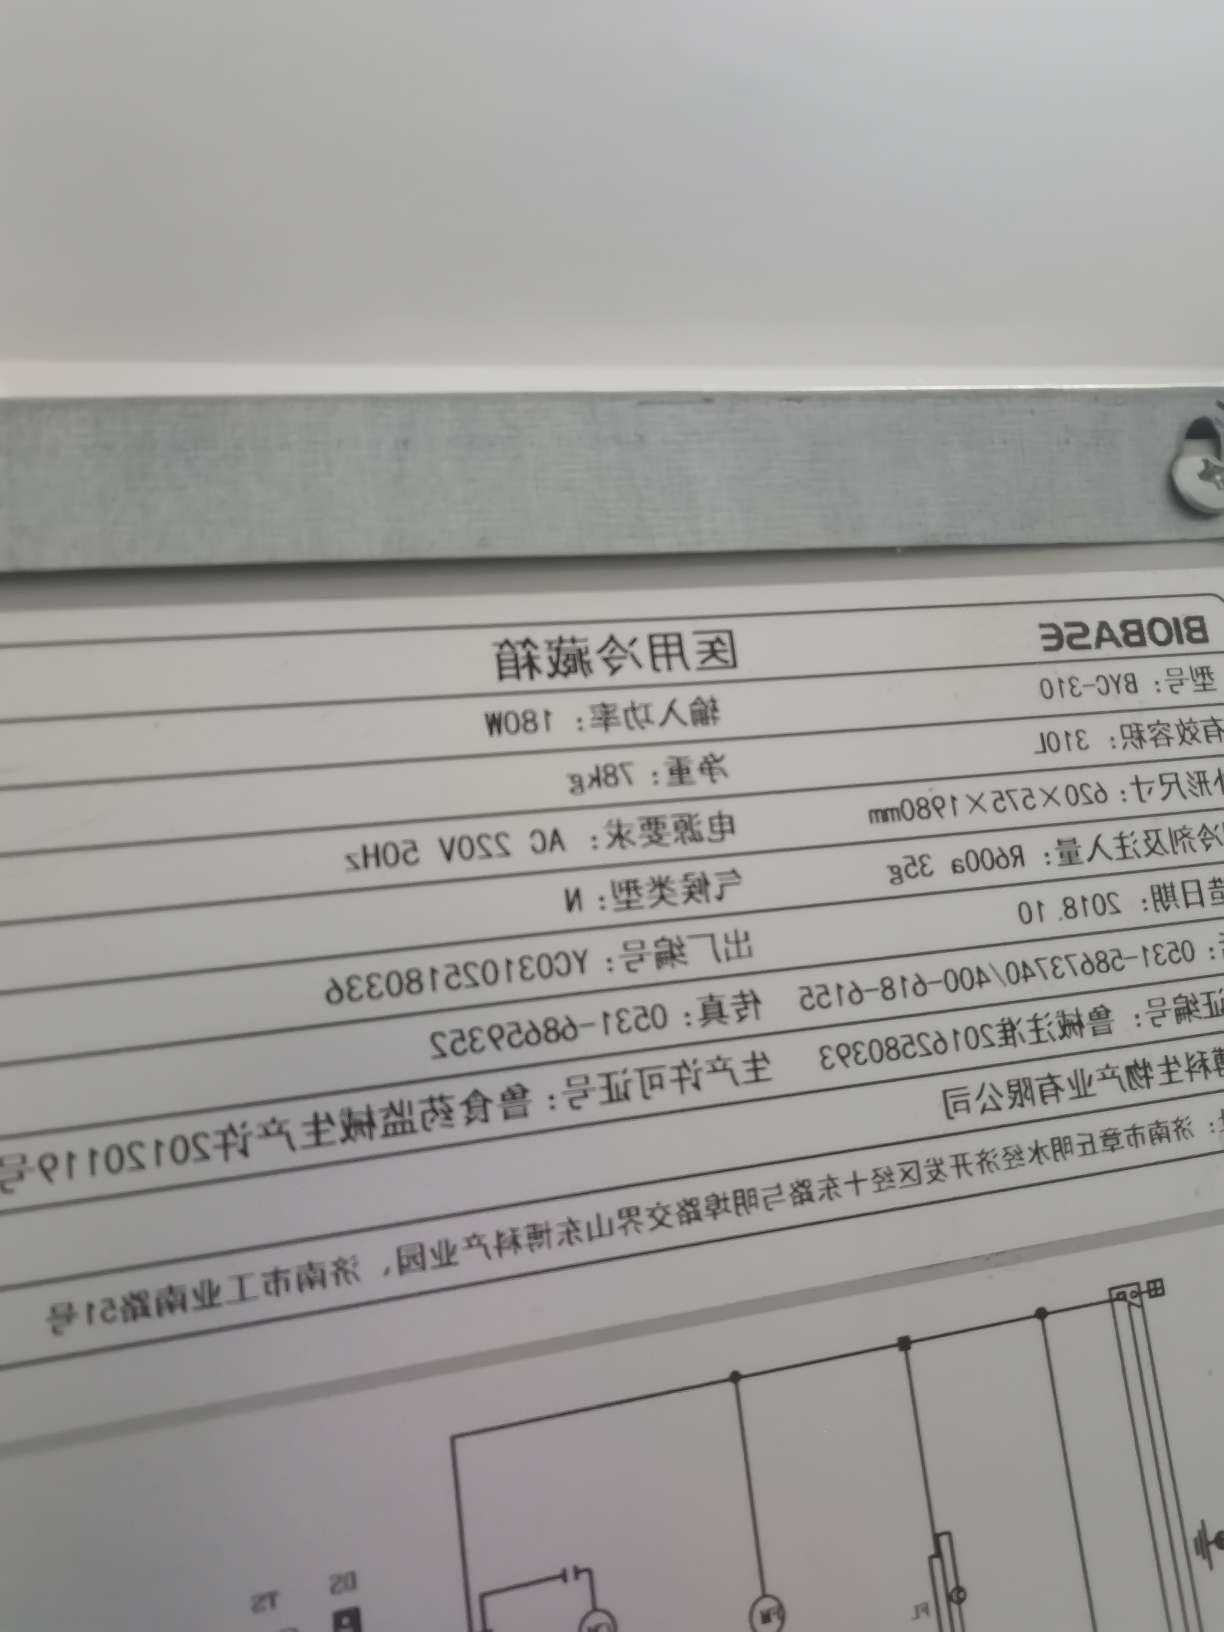 BIOBASE 医用冷藏箱
型号：BYC-310 输入功率：180W
有效容积：310L 净重：78kg
外形尺寸：620×575×1980mm 电源要求：AC 220V 50Hz
冷剂及注入量：R600a 35g 气候类型：N
造日期：2018.10 出厂编号：YC031025180336
：0531-58673740/400-618-6155 传真：0531-68659352
证编号：鲁械注准20162580393 生产许可证号：鲁食药监械生产许20120119号
博科生物产业有限公司
：济南市章丘明水经济开发区经十东路与明埠路交界山东博科产业园、济南市工业南路51号
DS
TS
FL
FM